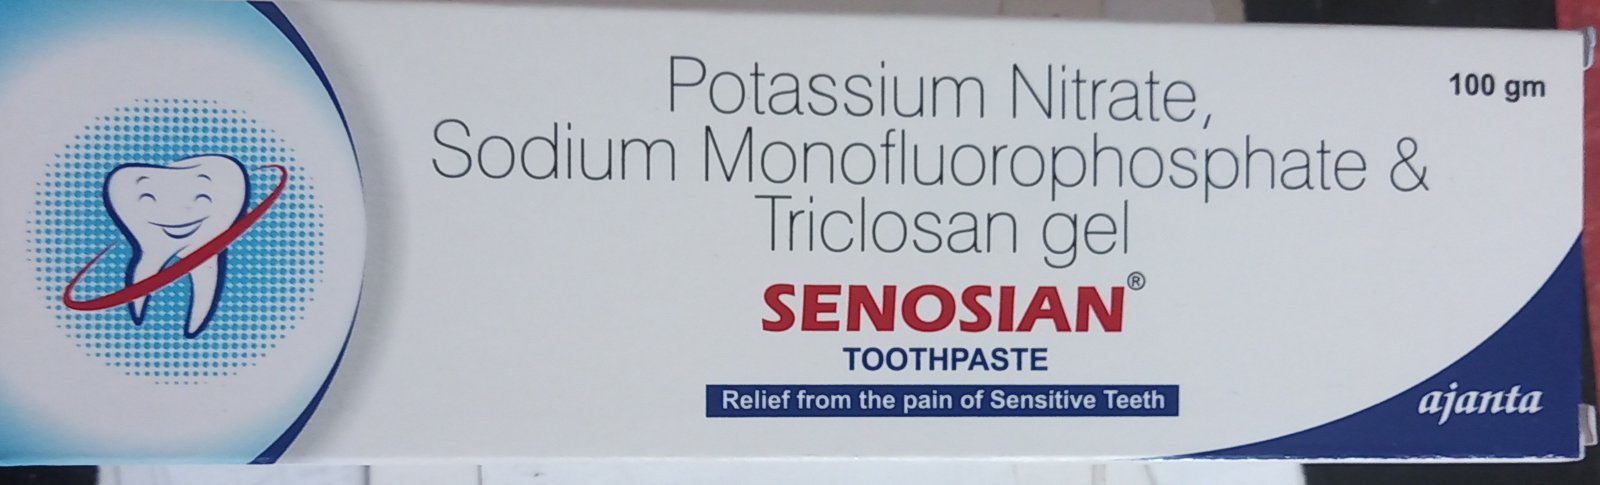 Potassium Nitrate,
100 gm
Sodium Monofluorophosphate &
Triclosan gel
SENOSIAN®
TOOTHPASTE
Relief from the pain of Sensitive Teeth
ajanta